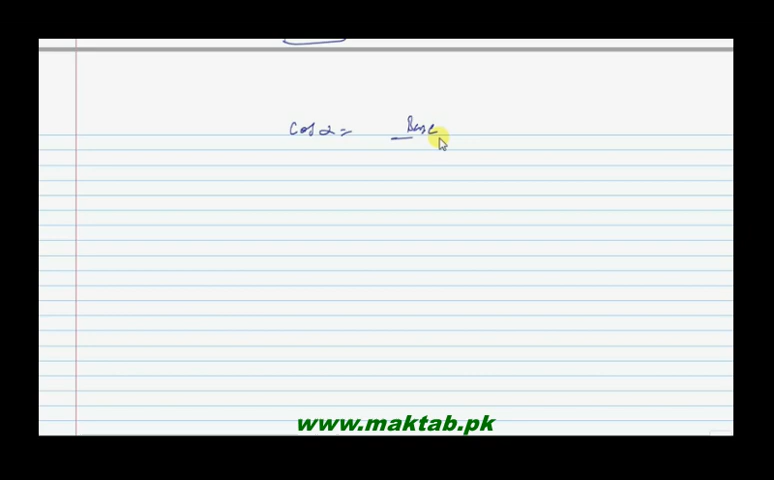 Cos α = Base
www.maktab.pk